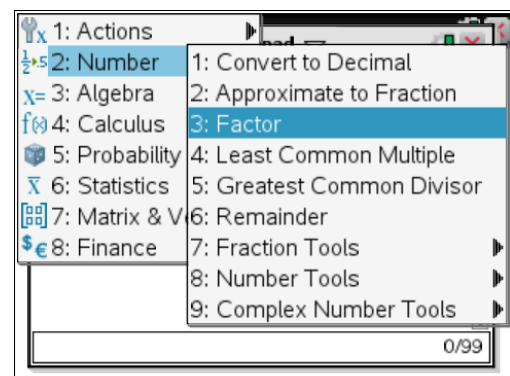 1: Actions
2: Number
3: Algebra
4: Calculus
5: Probability
6: Statistics
7: Matrix & V
8: Finance
1: Convert to Decimal
2: Approximate to Fraction
3: Factor
4: Least Common Multiple
5: Greatest Common Divisor
6: Remainder
7: Fraction Tools
8: Number Tools
9: Complex Number Tools
0/99